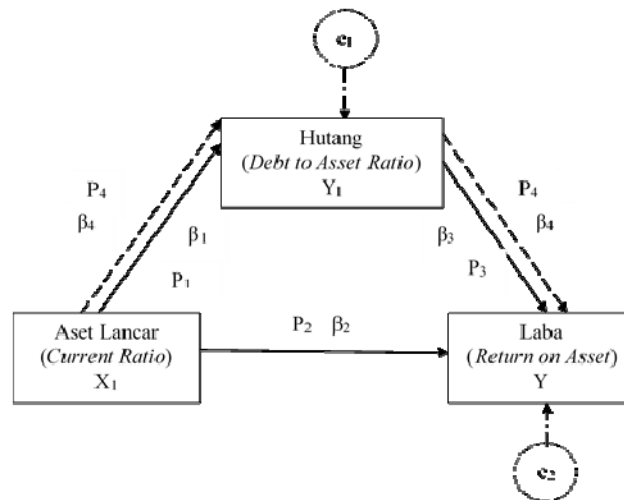 e₁
Hutang
(Debt to Asset Ratio)
Y₁
P₄
β₄
β₁
P₁
P₄
β₄
β₃
P₃
P₂ β₂
Aset Lancar
(Current Ratio)
X₁
Laba
(Return on Asset)
Y
e₂